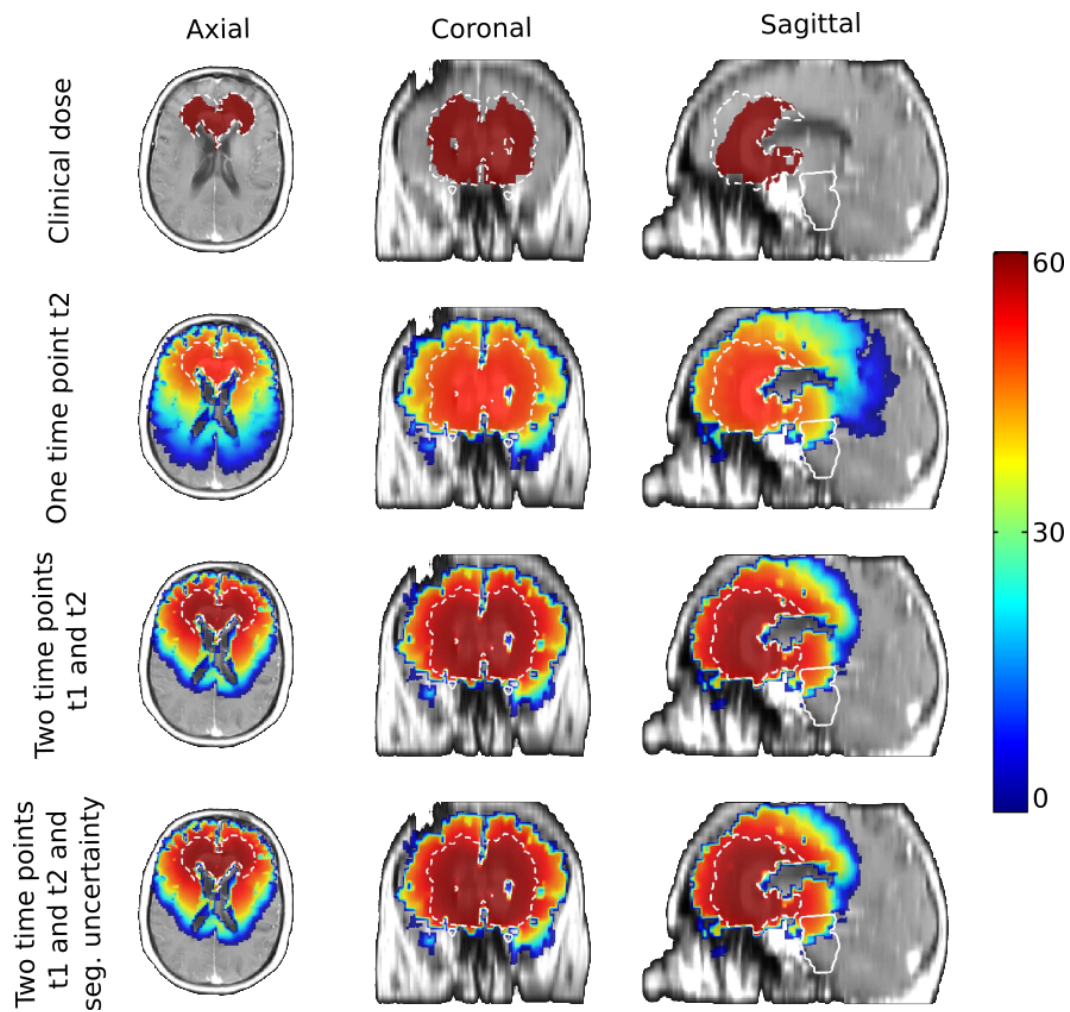 Axial
Coronal
Sagittal
Clinical dose
One time point t2
Two time points
t1 and t2
Two time points
t1 and t2 and
seg. uncertainty
60
30
0